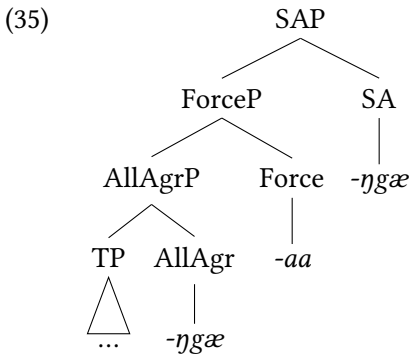 (35) SAP
ForceP SA
AllAgrP Force -ŋgæ
TP AllAgr -aa
... -ŋgæ